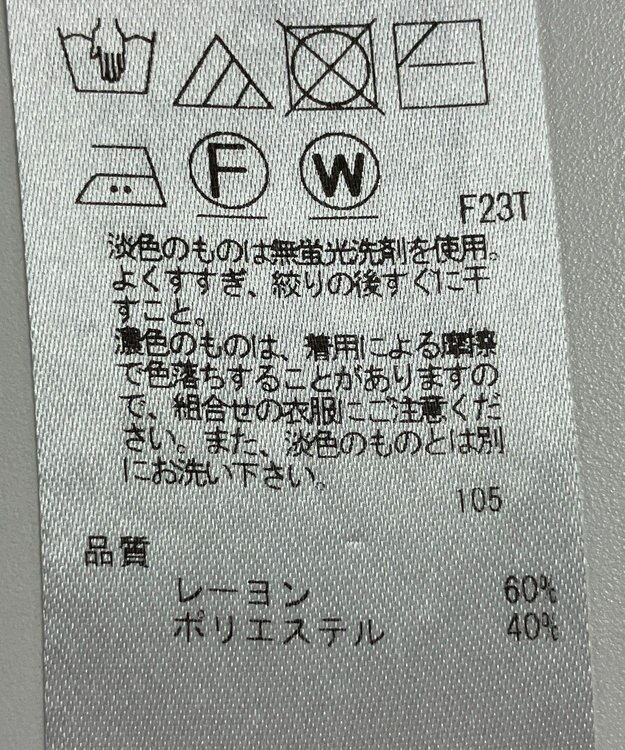 F W
F23T
淡色のものは無蛍光洗剤を使用。
よくすすぎ、絞りの後すぐに干
すこと。
濃色のものは、着用による摩擦
で色落ちすることがありますの
で、組合せの衣服にご注意くだ
さい。また、淡色のものとは別
にお洗い下さい。
105
品質
レーヨン 60%
ポリエステル 40%